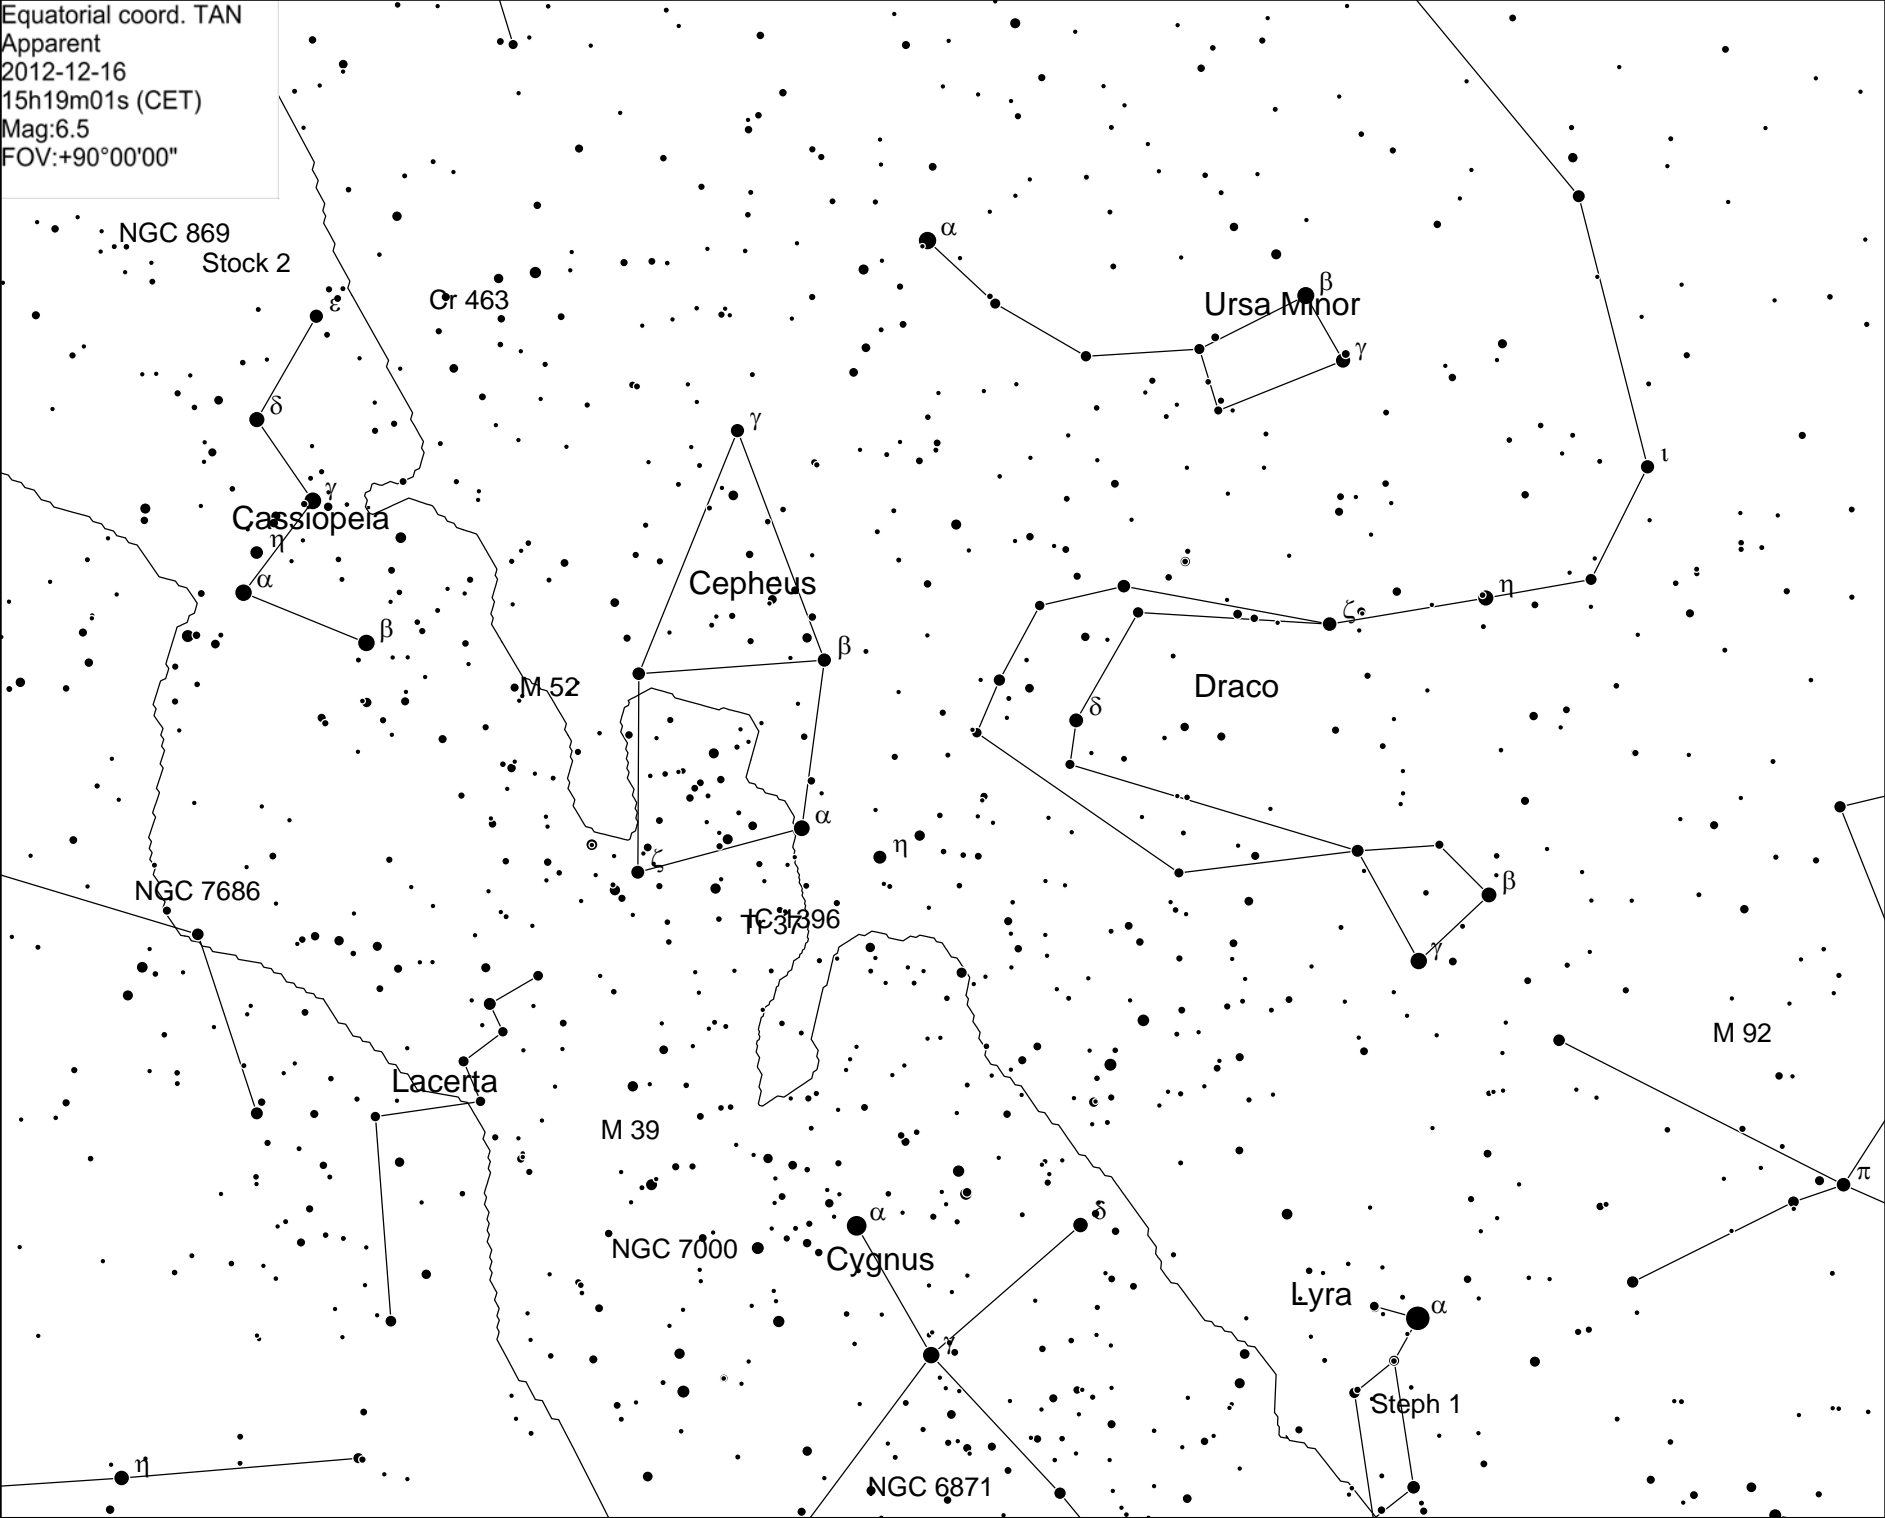 Equatorial coord. TAN
Apparent
2012-12-16
15h19m01s (CET)
Mag:6.5
FOV:+90°00'00"
NGC 869
Stock 2
Cr 463
α
β
Ursa Minor
γ
ε
δ
γ
Cassiopeia
η
α
β
γ
Cepheus
β
ι
η
ζ
Draco
δ
M 52
α
η
ζ
β
γ
NGC 7686
IC 1396
Tr 37
M 92
Lacerta
M 39
π
α
δ
NGC 7000
Cygnus
Lyra
α
γ
Steph 1
η
NGC 6871